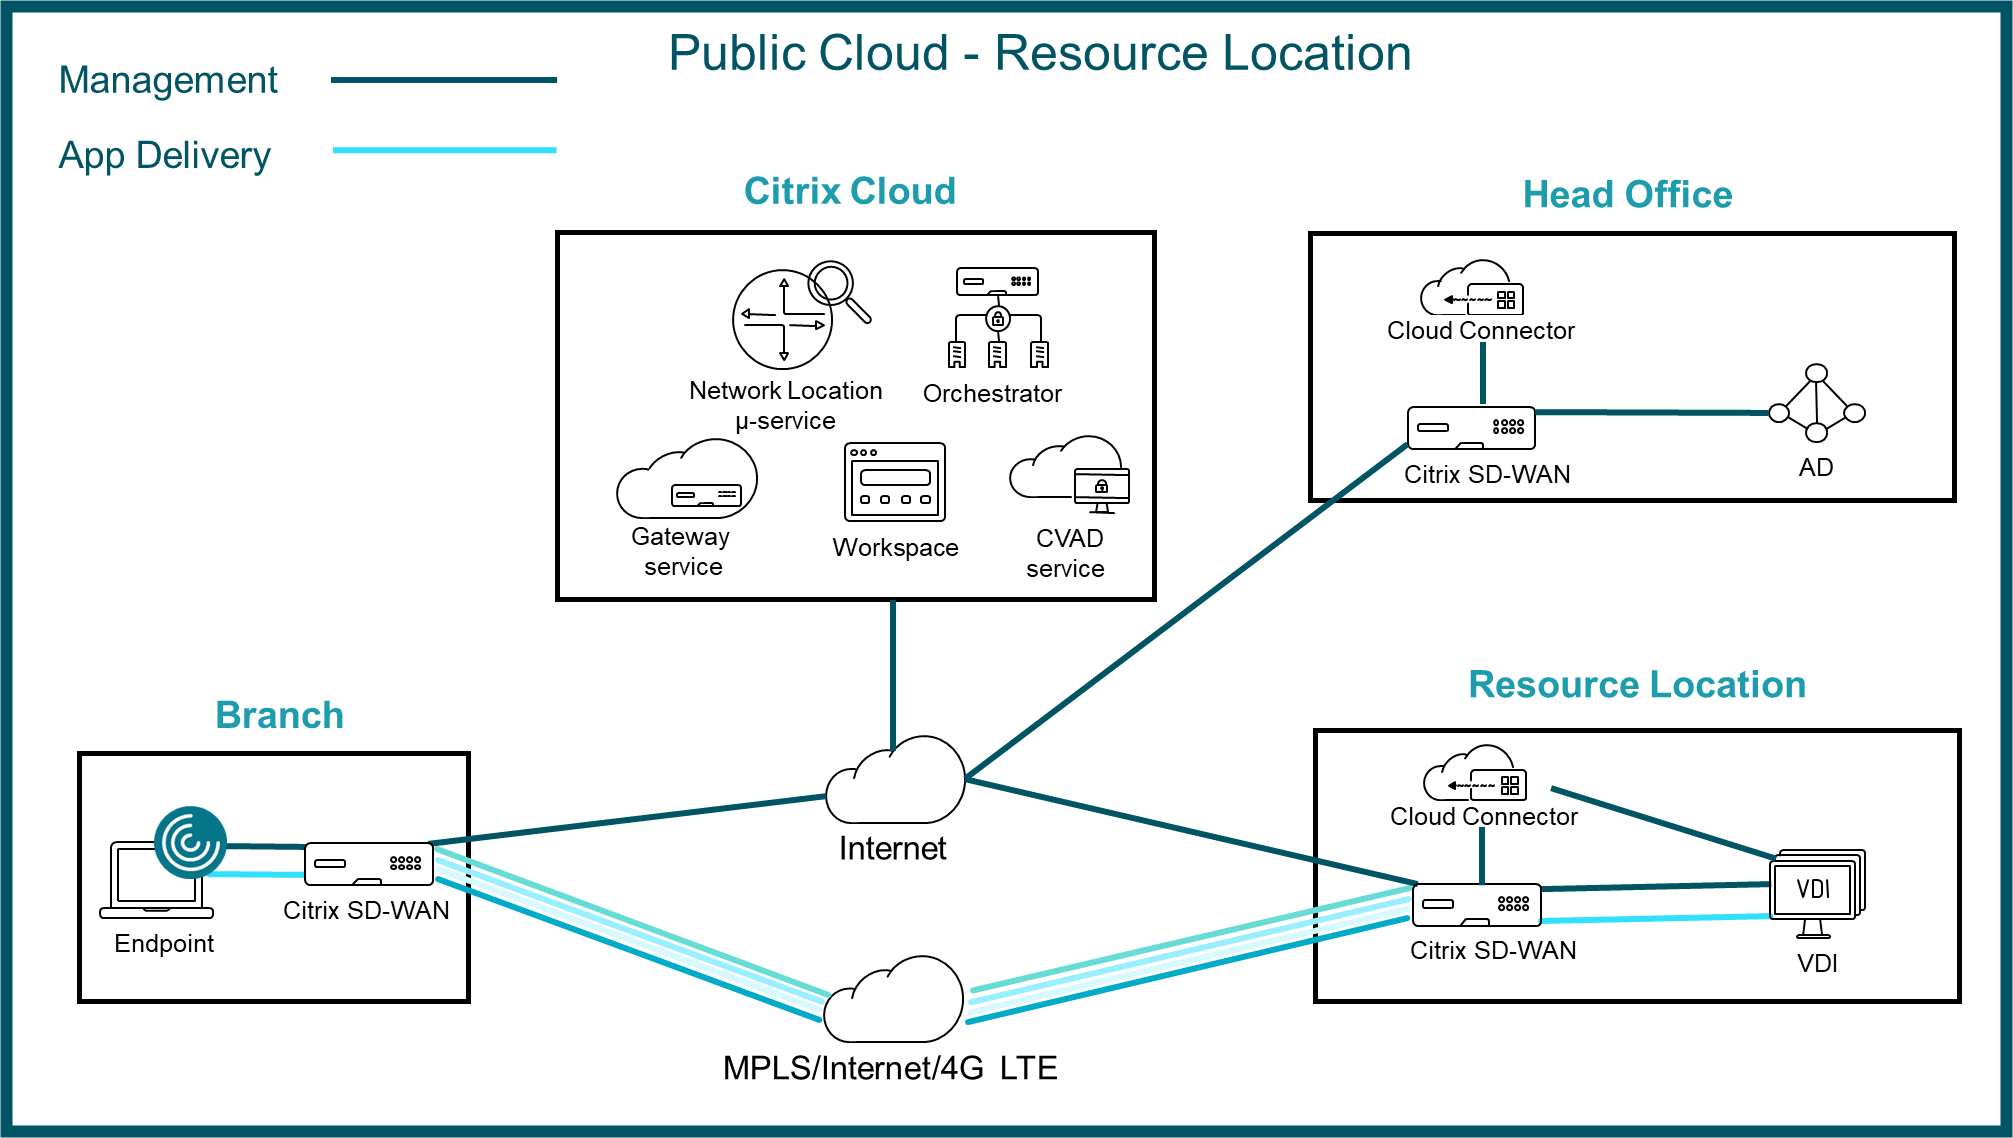 Public Cloud - Resource Location
Management
App Delivery
Citrix Cloud
Network Location
μ-service
Orchestrator
Gateway
service
Workspace
CVAD
service
Head Office
Cloud Connector
Citrix SD-WAN
AD
Branch
Endpoint
Citrix SD-WAN
Internet
MPLS/Internet/4G LTE
Resource Location
Cloud Connector
Citrix SD-WAN
VDI
VDI